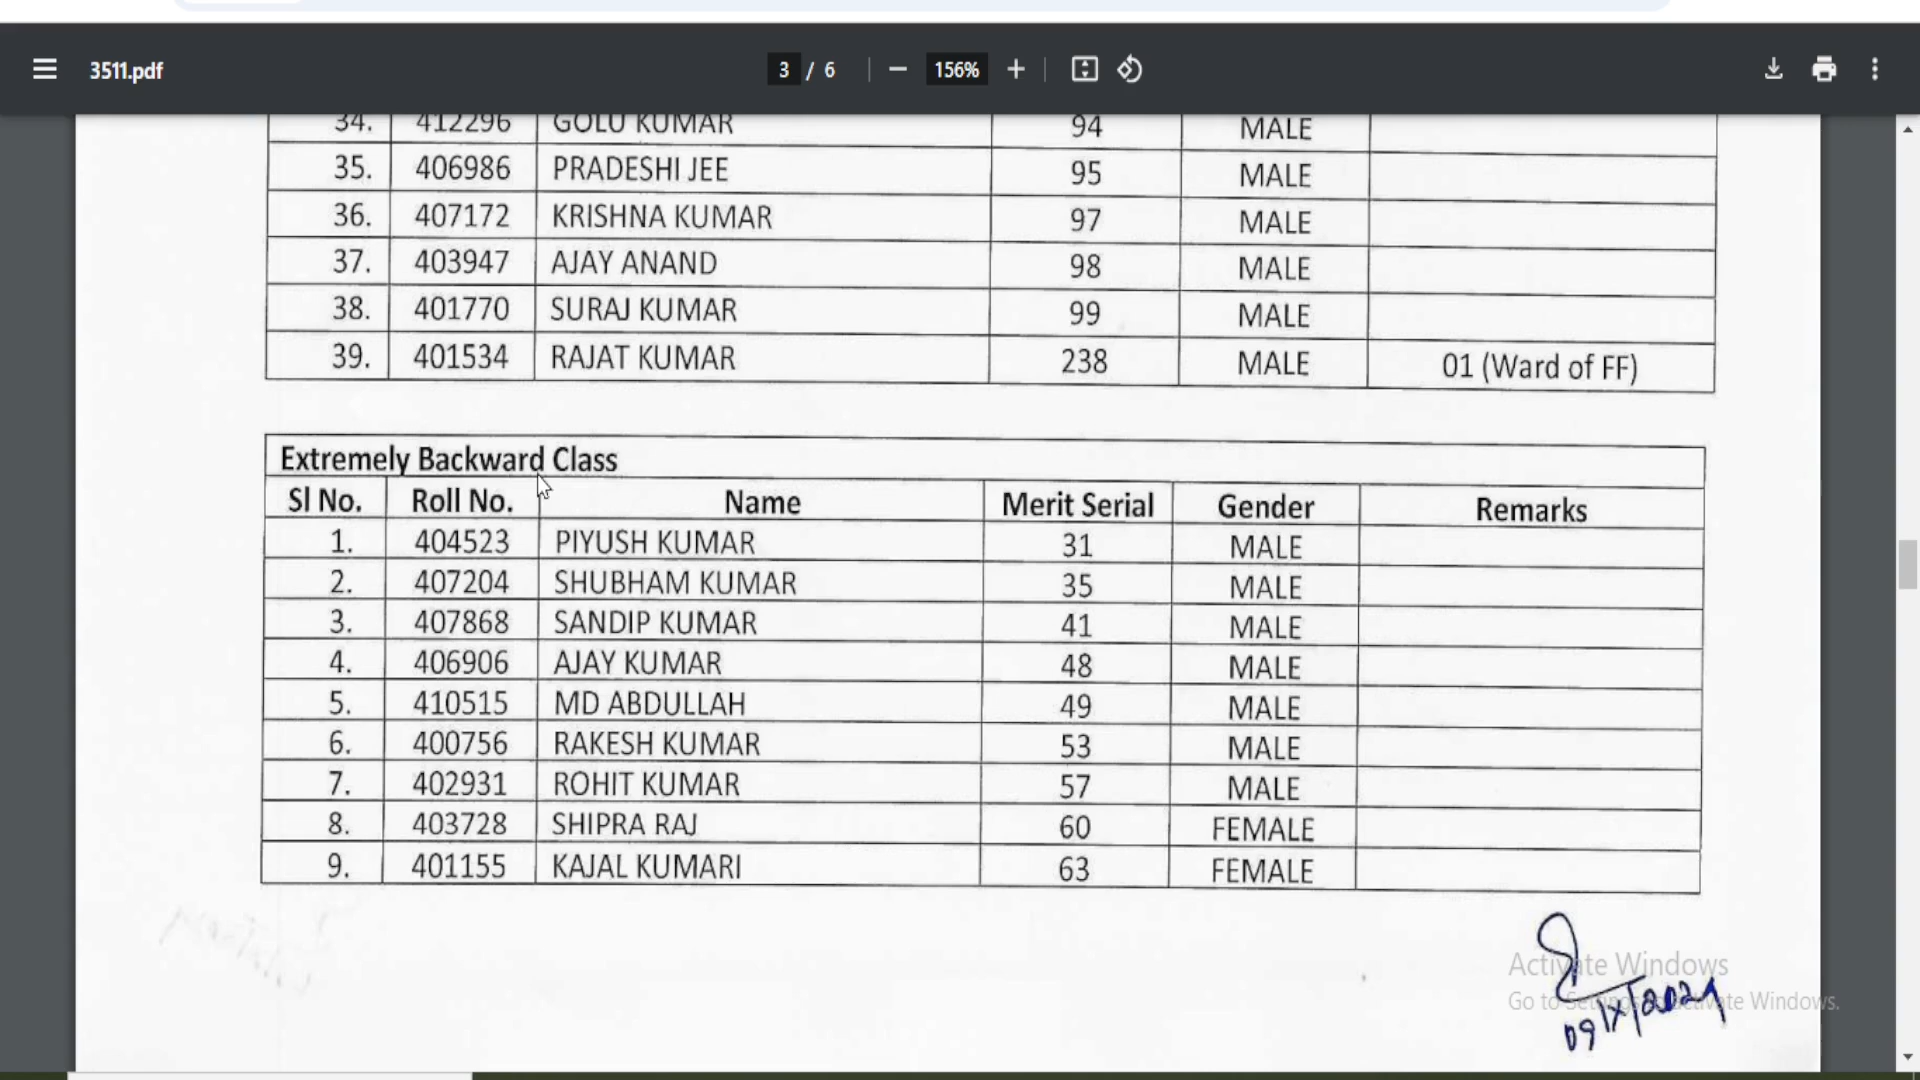 3511.pdf 3 / 6 156%
34. 412296 GOLU KUMAR 94 MALE
35. 406986 PRADESHI JEE 95 MALE
36. 407172 KRISHNA KUMAR 97 MALE
37. 403947 AJAY ANAND 98 MALE
38. 401770 SURAJ KUMAR 99 MALE
39. 401534 RAJAT KUMAR 238 MALE 01 (Ward of FF)
Extremely Backward Class
Sl No. Roll No. Name Merit Serial Gender Remarks
1. 404523 PIYUSH KUMAR 31 MALE
2. 407204 SHUBHAM KUMAR 35 MALE
3. 407868 SANDIP KUMAR 41 MALE
4. 406906 AJAY KUMAR 48 MALE
5. 410515 MD ABDULLAH 49 MALE
6. 400756 RAKESH KUMAR 53 MALE
7. 402931 ROHIT KUMAR 57 MALE
8. 403728 SHIPRA RAJ 60 FEMALE
9. 401155 KAJAL KUMARI 63 FEMALE
Activate Windows
Go to Settings to activate Windows.